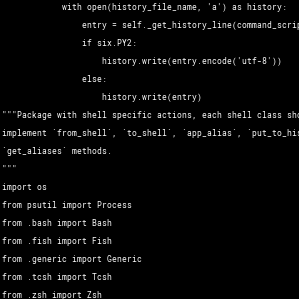 with open(history_file_name, 'a') as history:
entry = self._get_history_line(command_scrip
if six.PY2:
history.write(entry.encode('utf-8'))
else:
history.write(entry)
"""Package with shell specific actions, each shell class sho
implement `from_shell`, `to_shell`, `app_alias`, `put_to_his
`get_aliases` methods.
"""
import os
from psutil import Process
from .bash import Bash
from .fish import Fish
from .generic import Generic
from .tcsh import Tcsh
from .zsh import Zsh